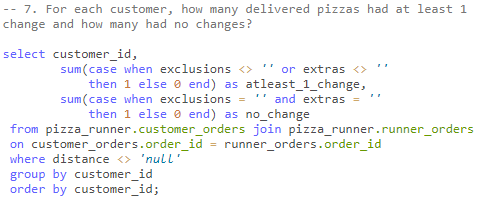 -- 7. For each customer, how many delivered pizzas had at least 1
change and how many had no changes?
select customer_id,
sum(case when exclusions <> '' or extras <> ''
then 1 else 0 end) as atleast_1_change,
sum(case when exclusions = '' and extras = ''
then 1 else 0 end) as no_change
from pizza_runner.customer_orders join pizza_runner.runner_orders
on customer_orders.order_id = runner_orders.order_id
where distance <> 'null'
group by customer_id
order by customer_id;